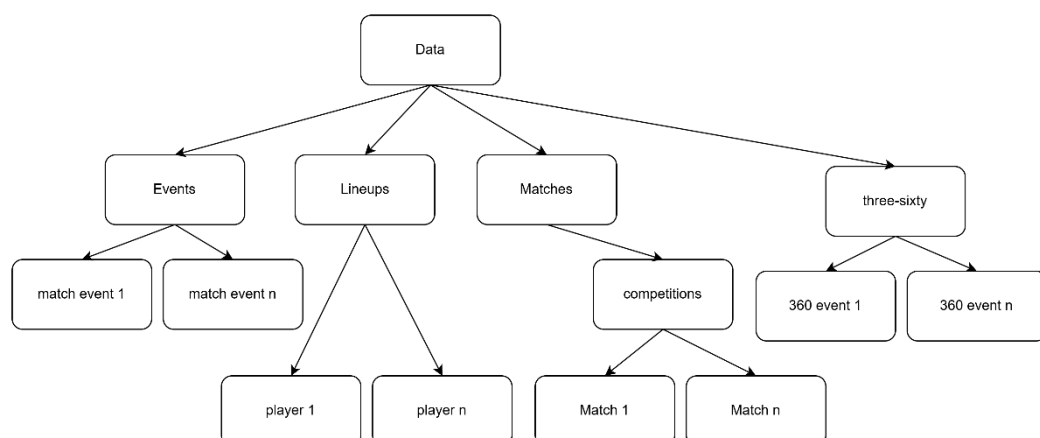 Data
Events
Lineups
Matches
three-sixty
match event 1
match event n
competitions
360 event 1
360 event n
player 1
player n
Match 1
Match n